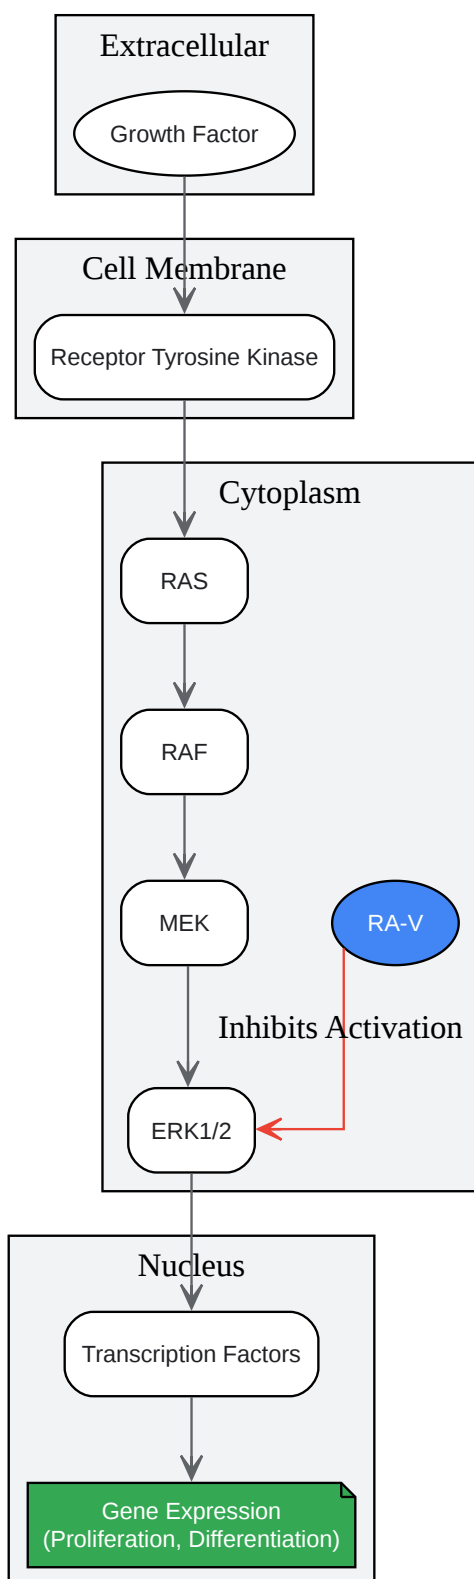 Extracellular
Growth Factor
Cell Membrane
Receptor Tyrosine Kinase
Cytoplasm
RAS
RAF
MEK
RA-V
Inhibits Activation
ERK1/2
Nucleus
Transcription Factors
Gene Expression
(Proliferation, Differentiation)